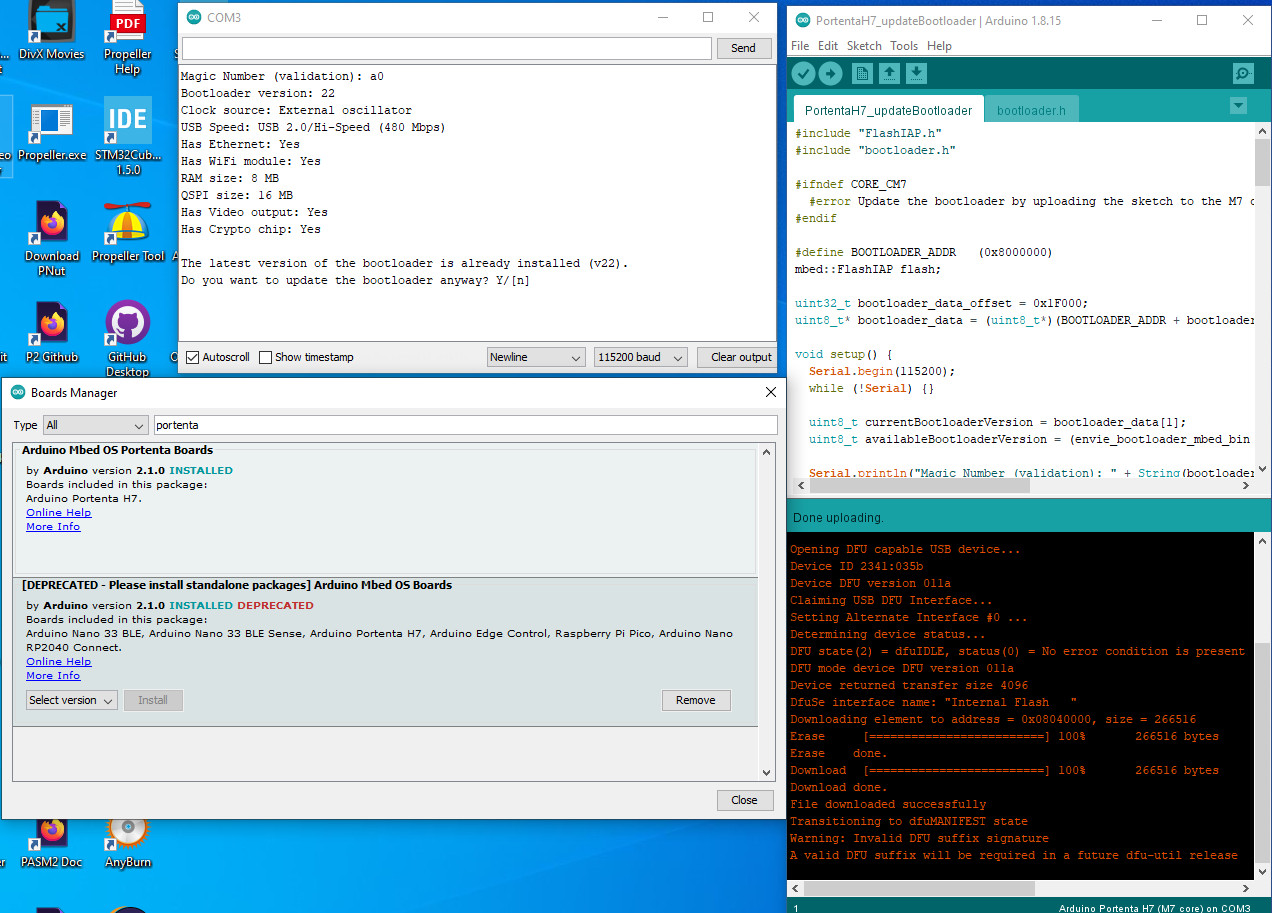 DivX Movies
PDF
Propeller
Help
Propeller.exe
IDE
STM32Cub...
1.5.0
Download
PNut
Propeller Tool
P2 Github
GitHub
Desktop
PASM2 Doc
AnyBurn
COM3
Send
Magic Number (validation): a0
Bootloader version: 22
Clock source: External oscillator
USB Speed: USB 2.0/Hi-Speed (480 Mbps)
Has Ethernet: Yes
Has WiFi module: Yes
RAM size: 8 MB
QSPI size: 16 MB
Has Video output: Yes
Has Crypto chip: Yes
The latest version of the bootloader is already installed (v22).
Do you want to update the bootloader anyway? Y/[n]
Autoscroll Show timestamp Newline 115200 baud Clear output
Boards Manager
Type All portenta
Arduino Mbed OS Portenta Boards
by Arduino version 2.1.0 INSTALLED
Boards included in this package:
Arduino Portenta H7.
Online Help
More Info
[DEPRECATED - Please install standalone packages] Arduino Mbed OS Boards
by Arduino version 2.1.0 INSTALLED DEPRECATED
Boards included in this package:
Arduino Nano 33 BLE, Arduino Nano 33 BLE Sense, Arduino Portenta H7, Arduino Edge Control, Raspberry Pi Pico, Arduino Nano
RP2040 Connect.
Online Help
More Info
Select version Install Remove
Close
PortentaH7_updateBootloader | Arduino 1.8.15
File Edit Sketch Tools Help
PortentaH7_updateBootloader bootloader.h
#include "FlashIAP.h"
#include "bootloader.h"
#ifndef CORE_CM7
#error Update the bootloader by uploading the sketch to the M7 c
#endif
#define BOOTLOADER_ADDR (0x8000000)
mbed::FlashIAP flash;
uint32_t bootloader_data_offset = 0x1F000;
uint8_t* bootloader_data = (uint8_t*)(BOOTLOADER_ADDR + bootloader
void setup() {
Serial.begin(115200);
while (!Serial) {}
uint8_t currentBootloaderVersion = bootloader_data[1];
uint8_t availableBootloaderVersion = (envie_bootloader_mbed_bin
Serial.println("Magic Number (validation): " + String(bootloader
Done uploading.
Opening DFU capable USB device...
Device ID 2341:035b
Device DFU version 011a
Claiming USB DFU Interface...
Setting Alternate Interface #0 ...
Determining device status...
DFU state(2) = dfuIDLE, status(0) = No error condition is present
DFU mode device DFU version 011a
Device returned transfer size 4096
DfuSe interface name: "Internal Flash   "
Downloading element to address = 0x08040000, size = 266516
Erase [=========================] 100% 266516 bytes
Erase done.
Download [=========================] 100% 266516 bytes
Download done.
File downloaded successfully
Transitioning to dfuMANIFEST state
Warning: Invalid DFU suffix signature
A valid DFU suffix will be required in a future dfu-util release
1 Arduino Portenta H7 (M7 core) on COM3